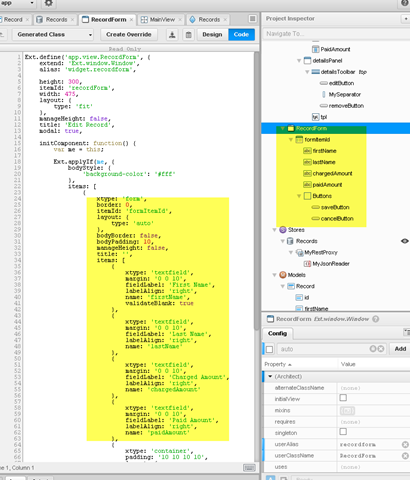 app
Record
Records
RecordForm
MainView
Records
Generated Class
Create Override
Design
Code
Read Only
1 Ext.define('app.view.RecordForm', {
2 extend: 'Ext.window.Window',
3 alias: 'widget.recordform',
4
5 height: 300,
6 itemId: 'recordForm',
7 width: 475,
8 layout: {
9 type: 'fit'
10 },
11 manageHeight: false,
12 title: 'Edit Record',
13 modal: true,
14
15 initComponent: function() {
16 var me = this;
17
18 Ext.applyIf(me, {
19 bodyStyle: {
20 'background-color': '#fff'
21 },
22 items: [
23 {
24 xtype: 'form',
25 border: 0,
26 itemId: 'formItemId',
27 layout: {
28 type: 'auto'
29 },
30 bodyBorder: false,
31 bodyPadding: 10,
32 manageHeight: false,
33 title: '',
34 items: [
35 {
36 xtype: 'textfield',
37 margin: '0 0 10',
38 fieldLabel: 'First Name',
39 labelAlign: 'right',
40 name: 'firstName',
41 validateBlank: true
42 },
43 {
44 xtype: 'textfield',
45 margin: '0 0 10',
46 fieldLabel: 'Last Name',
47 labelAlign: 'right',
48 name: 'lastName'
49 },
50 {
51 xtype: 'textfield',
52 margin: '0 0 10',
53 fieldLabel: 'Charged Amount',
54 labelAlign: 'right',
55 name: 'chargedAmount'
56 },
57 {
58 xtype: 'textfield',
59 margin: '0 0 10',
60 fieldLabel: 'Paid Amount',
61 labelAlign: 'right',
62 name: 'paidAmount'
63 },
64 {
65 xtype: 'container',
66 padding: '10 10 10 10',
ne 1, Column 1
Project Inspector
Navigate To...
PaidAmount
detailsPanel
detailsToolbar
editButton
MySeparator
removeButton
tpl
RecordForm
formItemId
firstName
lastName
chargedAmount
paidAmount
Buttons
saveButton
cancelButton
Stores
Records
MyRestProxy
MyJsonReader
Models
Record
id
firstName
RecordForm Ext.window.Window
Config
auto
Add
Property
Value
(Architect)
alternateClassName
(none)
initialView
mixins
requires
(none)
singleton
userAlias
recordform
userClassName
RecordForm
uses
(none)